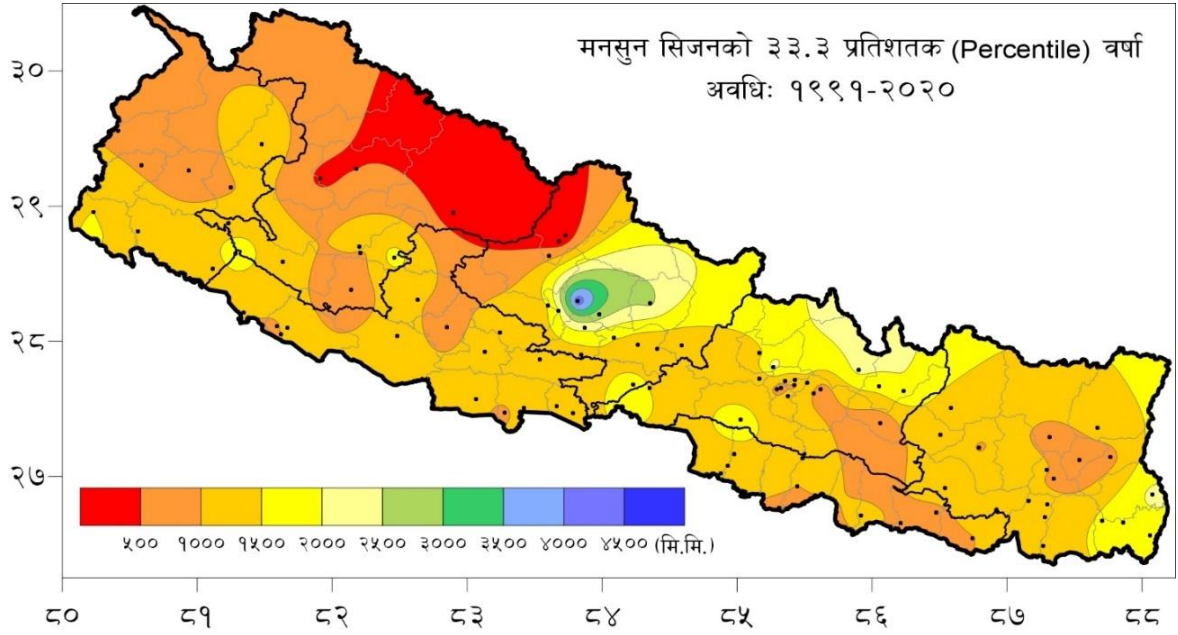 मनसुन सिजनको ३३.३ प्रतिशतक (Percentile) वर्षा
अवधिः १९९१-२०२०
३०
२९
२८
२७
५०० १००० १५०० २००० २५०० ३००० ३५०० ४००० ४५०० (मि.मि.)
८० ८१ ८२ ८३ ८४ ८५ ८६ ८७ ८८